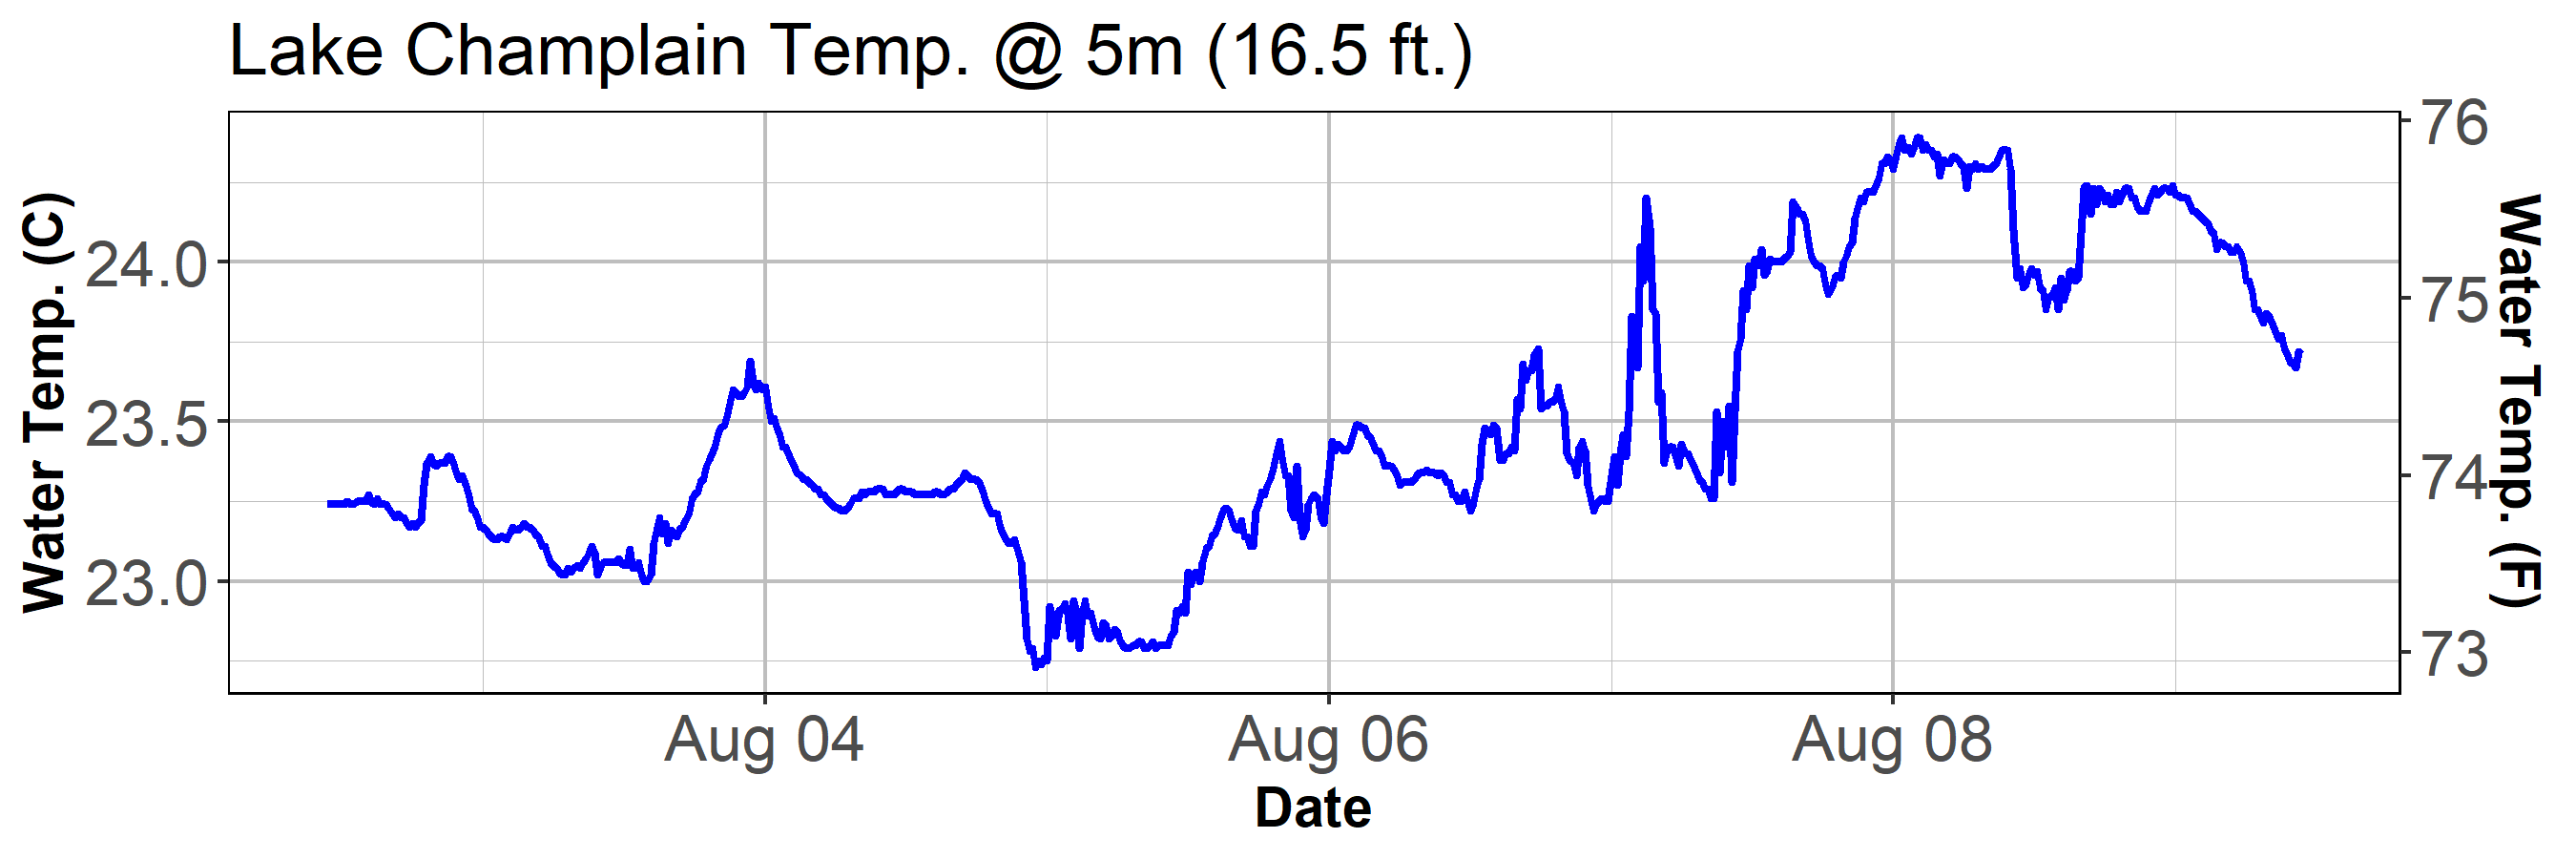 Lake Champlain Temp. @ 5m (16.5 ft.)
Water Temp. (C)
24.0
23.5
23.0
76
75
74
73
Water Temp. (F)
Aug 04
Aug 06
Aug 08
Date